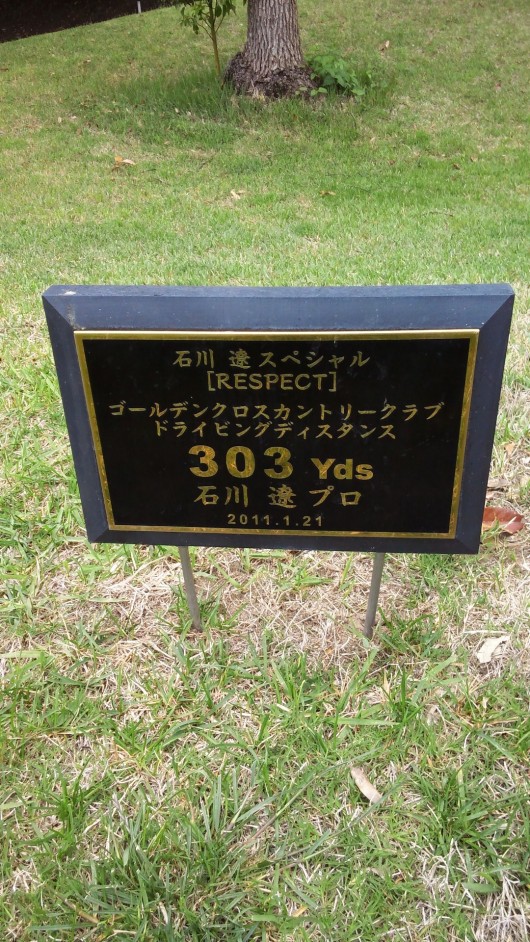 石川 遼スペシャル
[RESPECT]
ゴールデンクロスカントリークラブ
ドライビングディスタンス
303 Yds
石川 遼プロ
2011.1.21